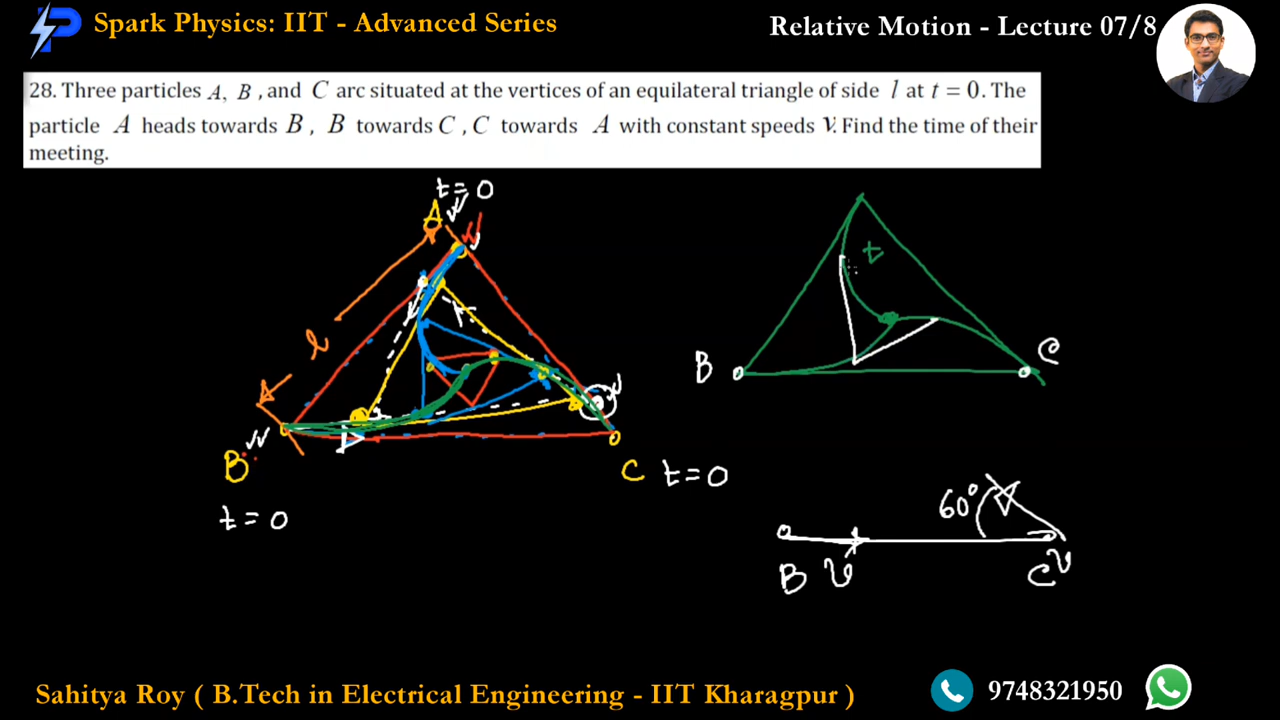 Spark Physics: IIT - Advanced Series
Relative Motion - Lecture 07/8
28. Three particles A, B ,and C arc situated at the vertices of an equilateral triangle of side l at t = 0. The
particle A heads towards B , B towards C , C towards A with constant speeds V. Find the time of their
meeting.
t = 0
A
l
B
t = 0
C t = 0
t
B
C
60°
B
v
C
v
Sahitya Roy ( B.Tech in Electrical Engineering - IIT Kharagpur )
9748321950